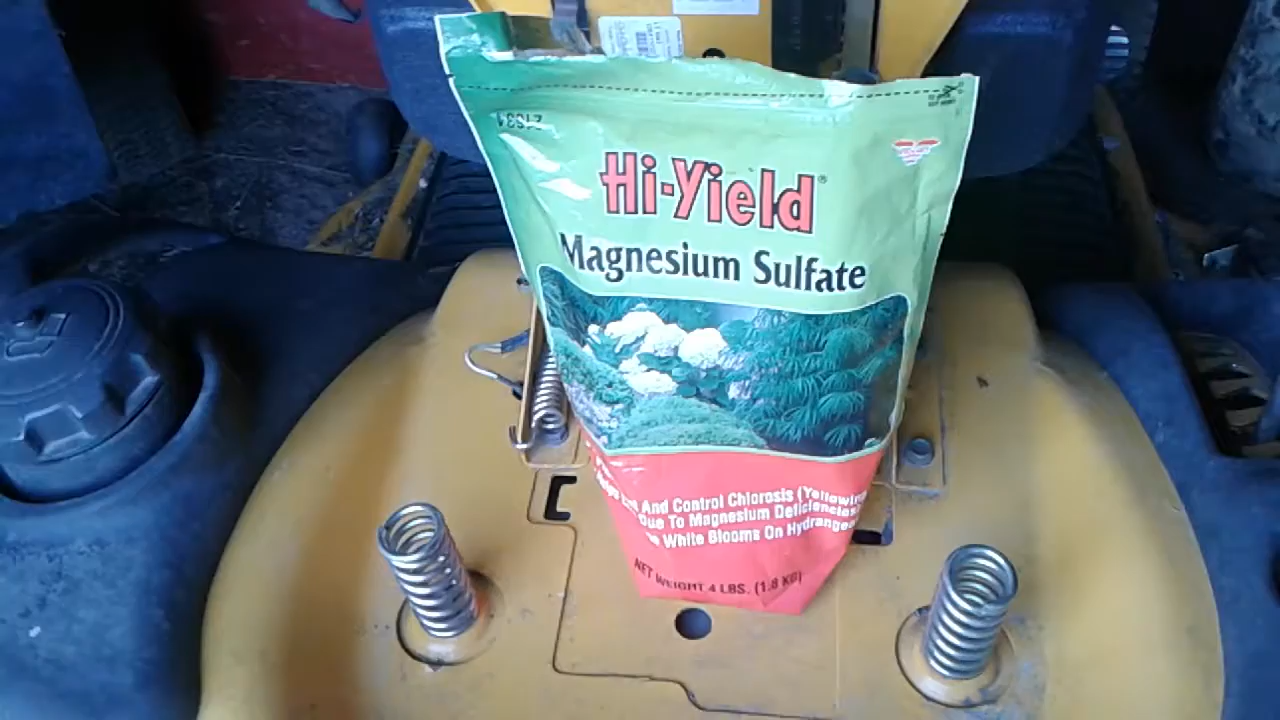 Hi-Yield®
Magnesium Sulfate
And Control Chlorosis (Yellowing
Due To Magnesium Deficiencies
White Blooms On Hydrangea
NET WEIGHT 4 LBS. (1.8 KG)